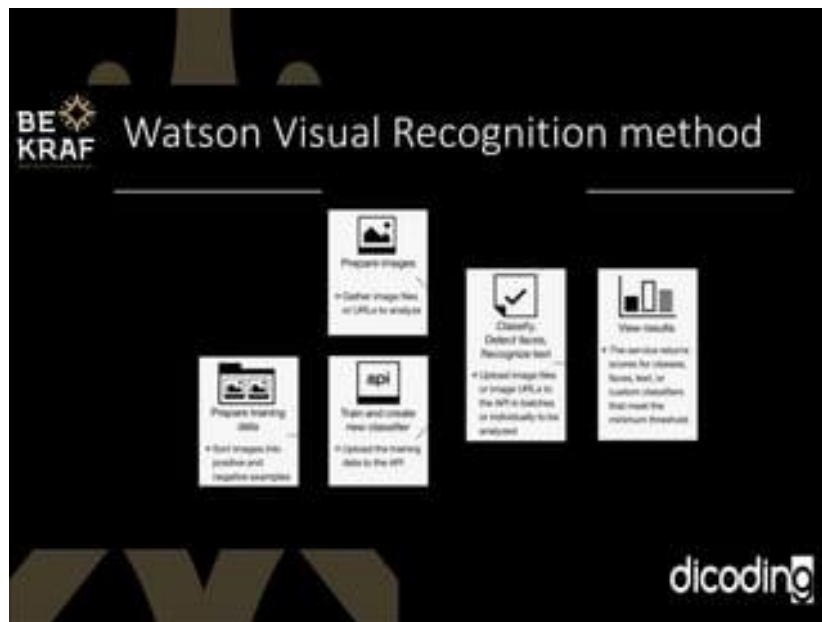 BE
KRAF
Watson Visual Recognition method
Prepare images
Gather image files
or URLs to analyze
Prepare training
data
Sort images into
positive and
negative examples
api
Train and create
new classifier
Upload the training
data to the API
Classify,
Detect faces,
Recognize text
Upload image files
or image URLs to
the API in batches
or individually to be
analyzed
View results
The service returns
scores for classes,
faces, text, or
custom classifiers
that meet the
minimum threshold
dicoding